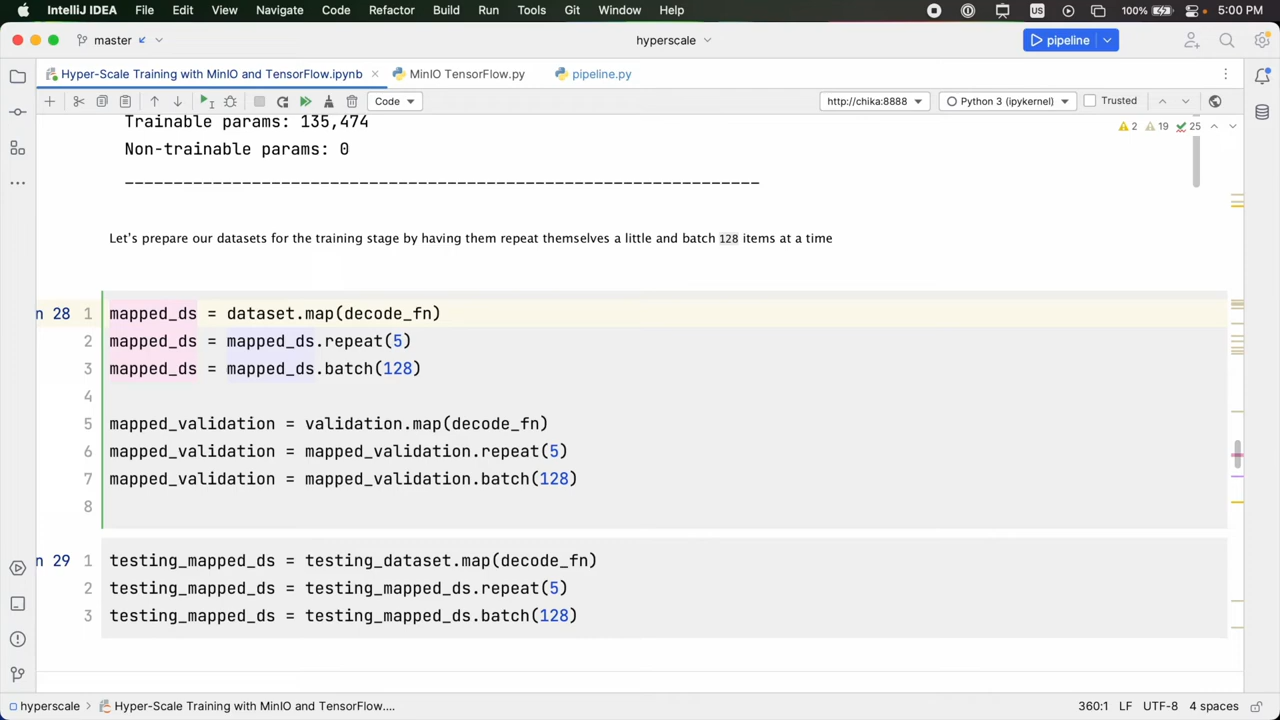 IntelliJ IDEA File Edit View Navigate Code Refactor Build Run Tools Git Window Help US 100% 5:00 PM
master hyperscale pipeline
Hyper-Scale Training with MinIO and TensorFlow.ipynb MinIO TensorFlow.py pipeline.py
Code http://chika:8888 Python 3 (ipykernel) Trusted
Trainable params: 135,474
2 19 25
Non-trainable params: 0
_________________________________________________________________
Let's prepare our datasets for the training stage by having them repeat themselves a little and batch 128 items at a time
n 28 1 mapped_ds = dataset.map(decode_fn)
2 mapped_ds = mapped_ds.repeat(5)
3 mapped_ds = mapped_ds.batch(128)
4
5 mapped_validation = validation.map(decode_fn)
6 mapped_validation = mapped_validation.repeat(5)
7 mapped_validation = mapped_validation.batch(128)
8
n 29 1 testing_mapped_ds = testing_dataset.map(decode_fn)
2 testing_mapped_ds = testing_mapped_ds.repeat(5)
3 testing_mapped_ds = testing_mapped_ds.batch(128)
hyperscale Hyper-Scale Training with MinIO and TensorFlow.... 360:1 LF UTF-8 4 spaces